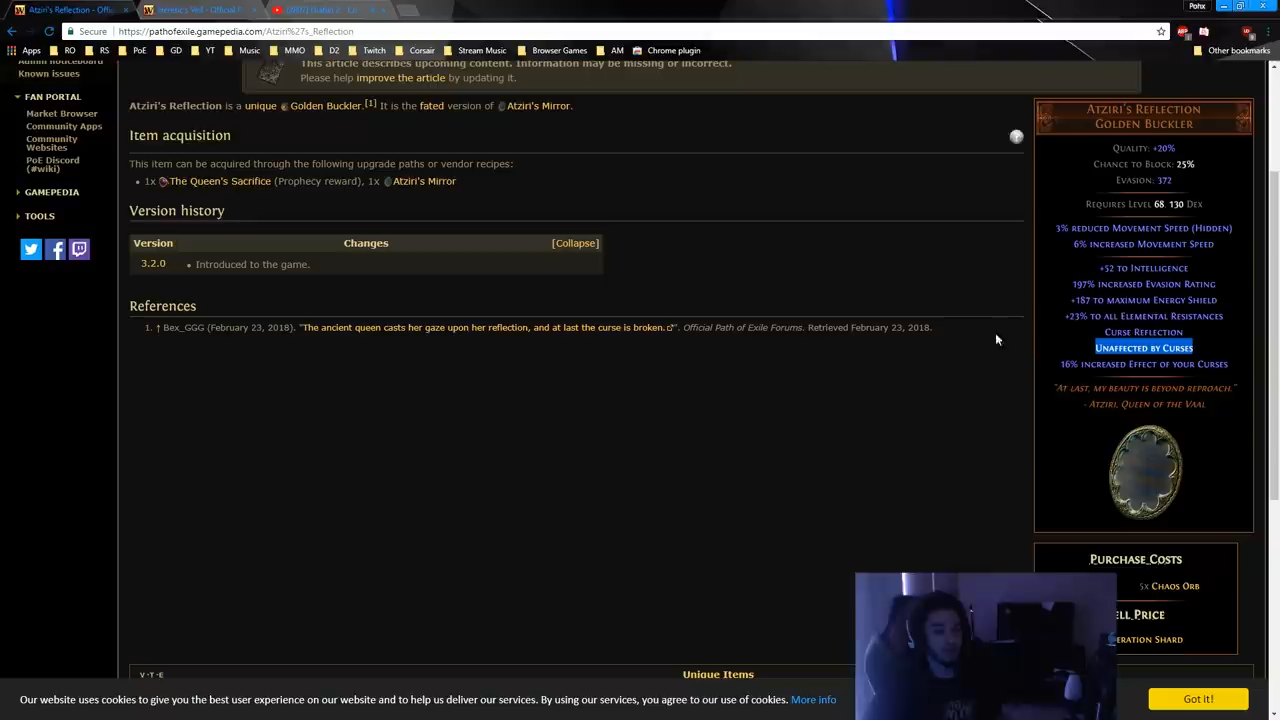 Atziri's Reflection - Offi
Pohx
Secure
https://pathofexile.gamepedia.com/Atziri%27s_Reflection
Apps
RO
RS
PoE
GD
YT
Music
MMO
D2
Twitch
Corsair
Stream Music
Browser Games
AM
Chrome plugin
Other bookmarks
Known issues
FAN PORTAL
Market Browser
Community Apps
Community
Websites
PoE Discord
(#wiki)
GAMEPEDIA
TOOLS
This article describes upcoming content. Information may be missing or incorrect.
Please help improve the article by updating it.
Atziri's Reflection is a unique Golden Buckler.[1] It is the fated version of Atziri's Mirror.
Item acquisition
This item can be acquired through the following upgrade paths or vendor recipes:
• 1x The Queen's Sacrifice (Prophecy reward), 1x Atziri's Mirror
Version history
Version Changes [Collapse]
3.2.0 • Introduced to the game.
References
1. ↑ Bex_GGG (February 23, 2018). "The ancient queen casts her gaze upon her reflection, and at last the curse is broken.". Official Path of Exile Forums. Retrieved February 23, 2018.
ATZIRI'S REFLECTION
GOLDEN BUCKLER
QUALITY: +20%
CHANCE TO BLOCK: 25%
EVASION: 372
REQUIRES LEVEL 68, 130 DEX
3% REDUCED MOVEMENT SPEED (HIDDEN)
6% INCREASED MOVEMENT SPEED
+52 TO INTELLIGENCE
197% INCREASED EVASION RATING
+187 TO MAXIMUM ENERGY SHIELD
+23% TO ALL ELEMENTAL RESISTANCES
CURSE REFLECTION
UNAFFECTED BY CURSES
16% INCREASED EFFECT OF YOUR CURSES
"AT LAST, MY BEAUTY IS BEYOND REPROACH."
- ATZIRI, QUEEN OF THE VAAL
PURCHASE COSTS
5x CHAOS ORB
ELL PRICE
ERATION SHARD
V·T·E
Unique Items
Our website uses cookies to give you the best user experience on our website and to help us deliver our services. By using our services, you agree to our use of cookies. More info
Got it!